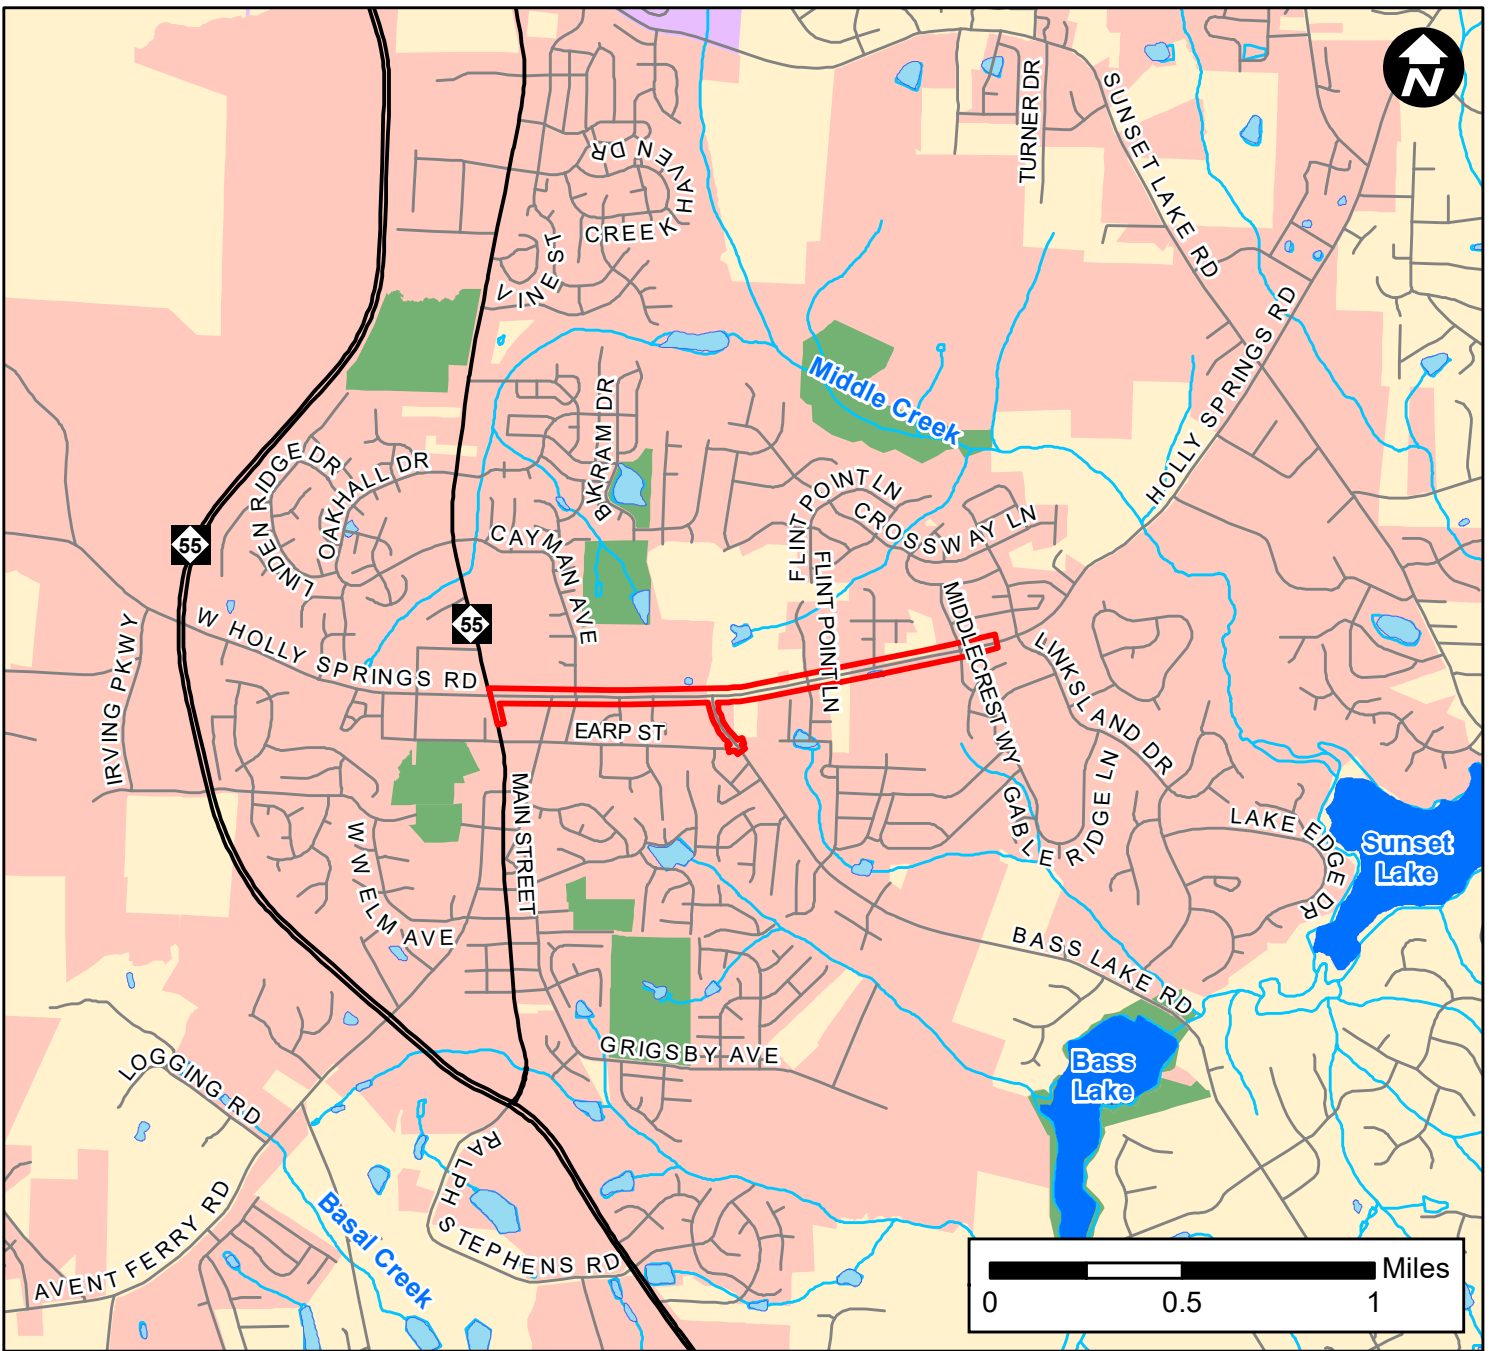 N
TURNER DR
SUNSET LAKE RD
CREEK HAVEN DR
VINE ST
HOLLY SPRINGS RD
Middle Creek
BIKRAM DR
LINDEN RIDGE DR
OAKHALL DR
FLINT POINT LN
CROSSWAY LN
CAYMAN AVE
55
55
FLINT POINT LN
MIDDLECREST WY
W HOLLY SPRINGS RD
IRVING PKWY
LINKSLAND DR
EARP ST
MAIN STREET
GABLE RIDGE LN
LAKE EDGE DR
Sunset
Lake
W W ELM AVE
BASS LAKE RD
GRIGSBY AVE
Bass
Lake
LOGGING RD
RALPH STEPHENS RD
Basal Creek
AVENT FERRY RD
Miles
0 0.5 1